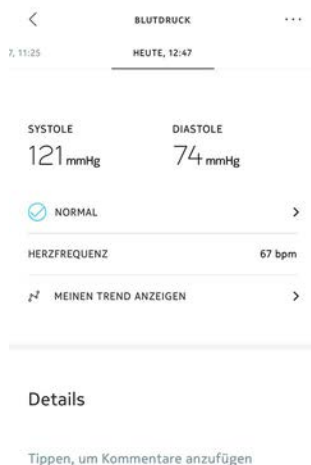 BLUTDRUCK
7, 11:25 HEUTE, 12:47
SYSTOLE DIASTOLE
121 mmHg 74 mmHg
NORMAL
HERZFREQUENZ 67 bpm
MEINEN TREND ANZEIGEN
Details
Tippen, um Kommentare anzufügen